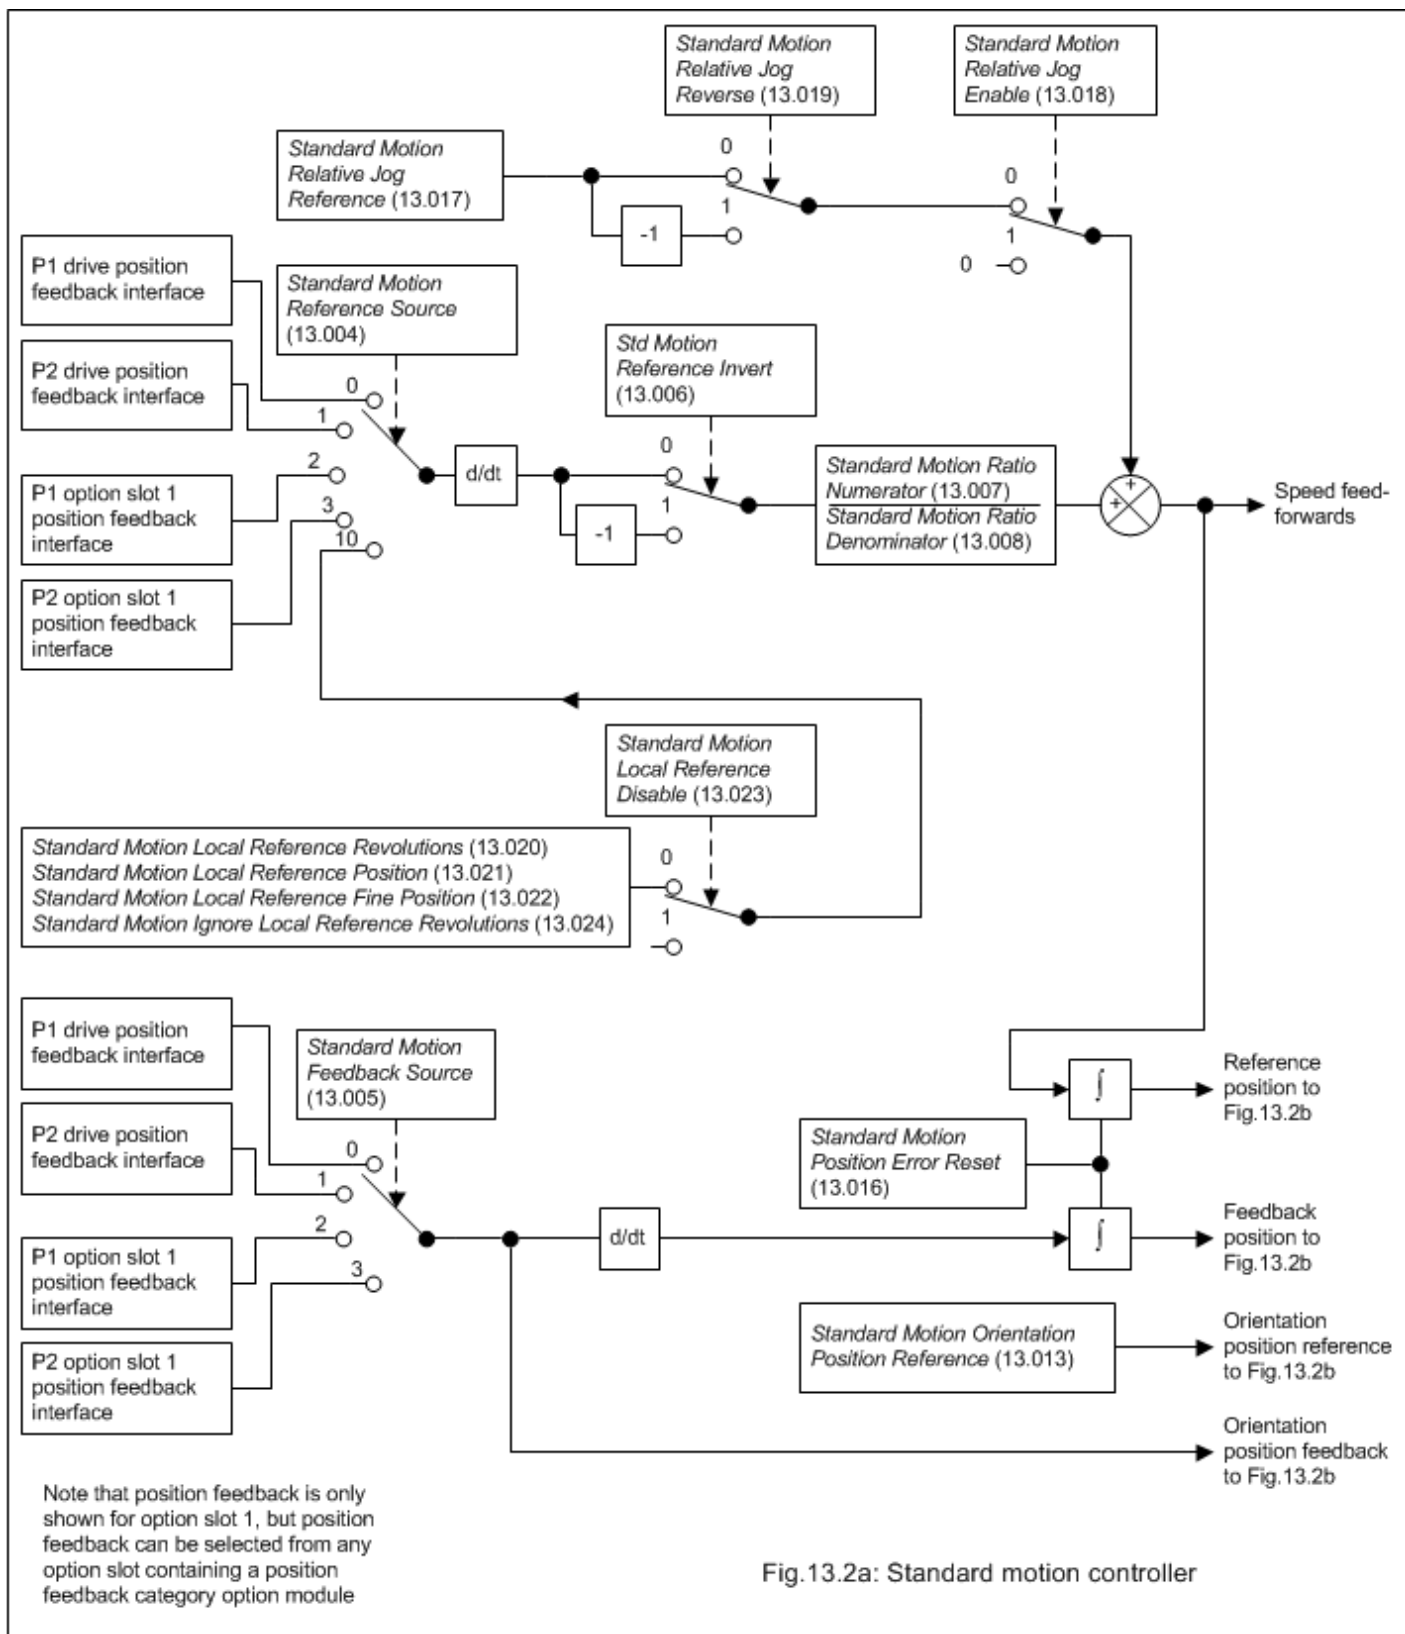 Standard Motion
Relative Jog
Reverse (13.019)
Standard Motion
Relative Jog
Enable (13.018)
Standard Motion
Relative Jog
Reference (13.017)
0
1
-1
0
1
0
P1 drive position
feedback interface
P2 drive position
feedback interface
P1 option slot 1
position feedback
interface
P2 option slot 1
position feedback
interface
Standard Motion
Reference Source
(13.004)
0
1
2
3
10
d/dt
Std Motion
Reference Invert
(13.006)
0
1
-1
Standard Motion Ratio
Numerator (13.007)
Standard Motion Ratio
Denominator (13.008)
+
+
Speed feed-
forwards
Standard Motion
Local Reference
Disable (13.023)
Standard Motion Local Reference Revolutions (13.020)
Standard Motion Local Reference Position (13.021)
Standard Motion Local Reference Fine Position (13.022)
Standard Motion Ignore Local Reference Revolutions (13.024)
0
1
P1 drive position
feedback interface
P2 drive position
feedback interface
P1 option slot 1
position feedback
interface
P2 option slot 1
position feedback
interface
Standard Motion
Feedback Source
(13.005)
0
1
2
3
d/dt
∫
Reference
position to
Fig.13.2b
Standard Motion
Position Error Reset
(13.016)
∫
Feedback
position to
Fig.13.2b
Standard Motion Orientation
Position Reference (13.013)
Orientation
position reference
to Fig.13.2b
Orientation
position feedback
to Fig.13.2b
Note that position feedback is only
shown for option slot 1, but position
feedback can be selected from any
option slot containing a position
feedback category option module
Fig.13.2a: Standard motion controller